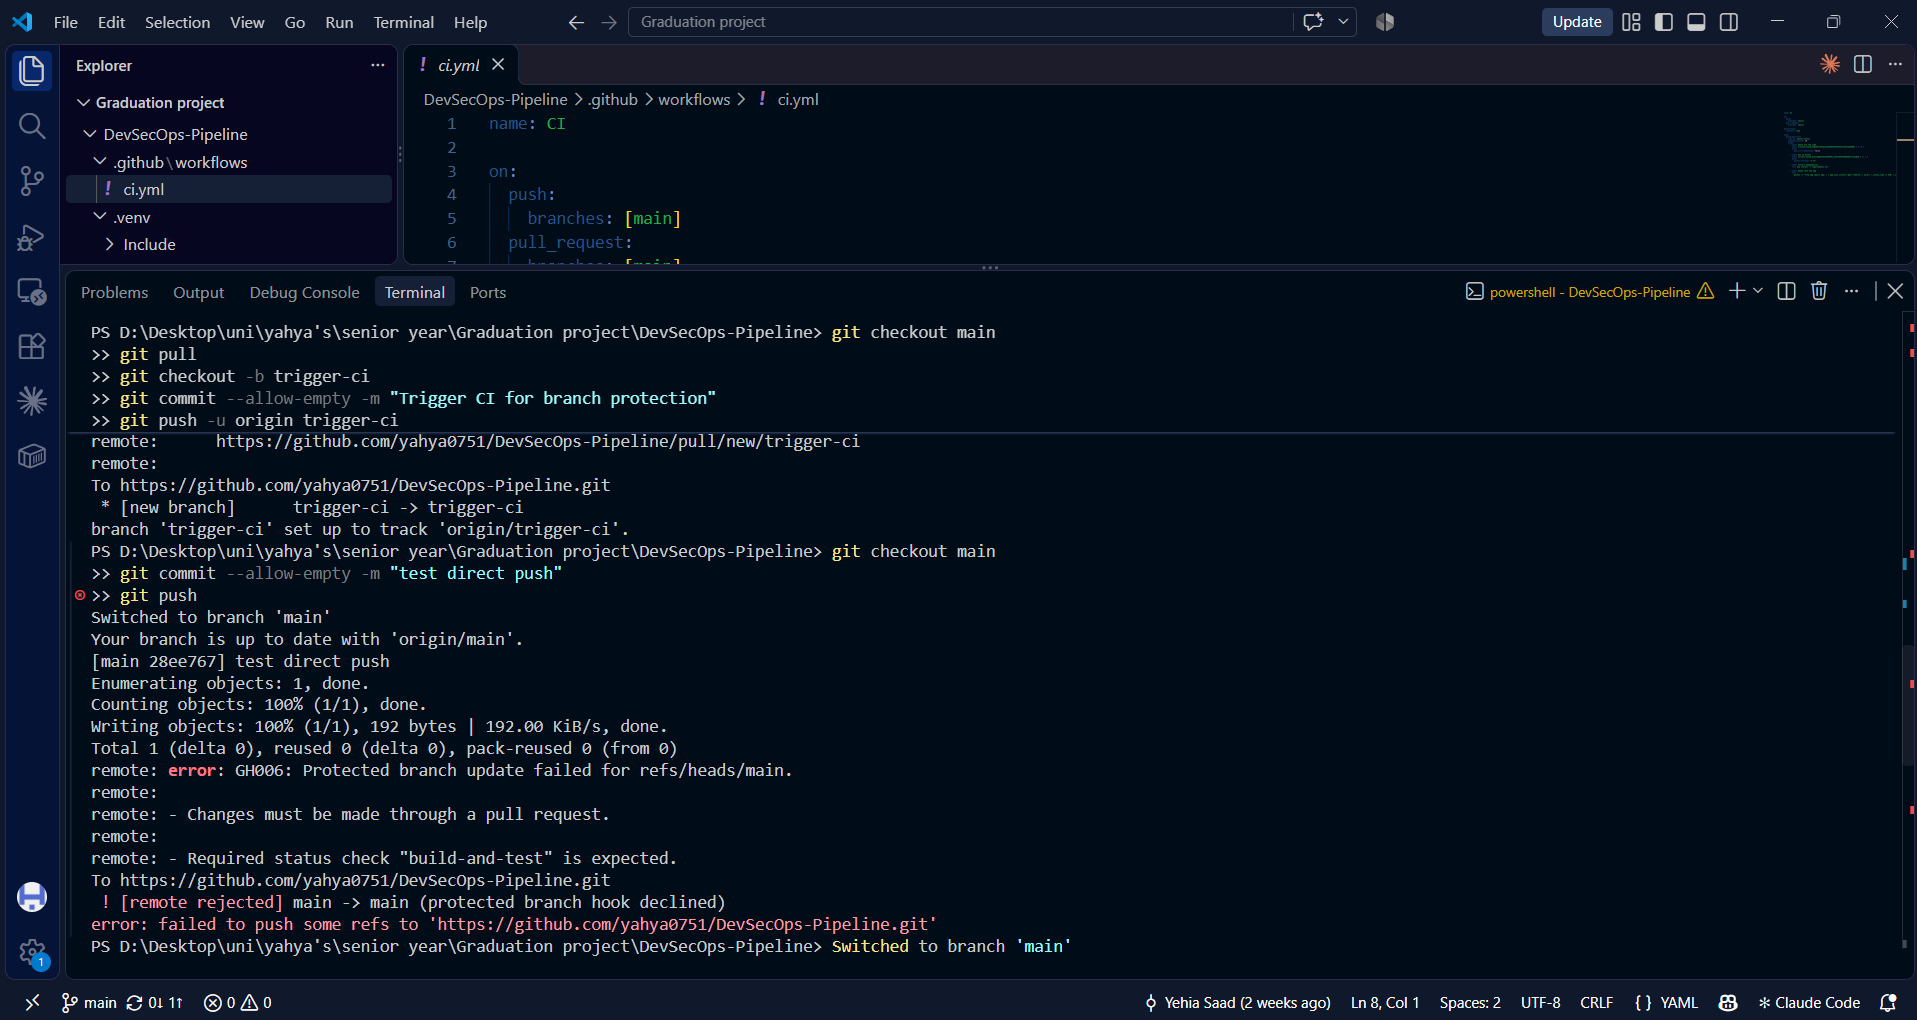 File Edit Selection View Go Run Terminal Help
Graduation project
Update
Explorer
Graduation project
DevSecOps-Pipeline
.github\workflows
! ci.yml
.venv
Include
! ci.yml
DevSecOps-Pipeline > .github > workflows > ! ci.yml
1 name: CI
2
3 on:
4 push:
5 branches: [main]
6 pull_request:
7 branches: [main]
Problems Output Debug Console Terminal Ports
powershell - DevSecOps-Pipeline
PS D:\Desktop\uni\yahya's\senior year\Graduation project\DevSecOps-Pipeline> git checkout main
>> git pull
>> git checkout -b trigger-ci
>> git commit --allow-empty -m "Trigger CI for branch protection"
>> git push -u origin trigger-ci
remote:      https://github.com/yahya0751/DevSecOps-Pipeline/pull/new/trigger-ci
remote:
To https://github.com/yahya0751/DevSecOps-Pipeline.git
* [new branch]      trigger-ci -> trigger-ci
branch 'trigger-ci' set up to track 'origin/trigger-ci'.
PS D:\Desktop\uni\yahya's\senior year\Graduation project\DevSecOps-Pipeline> git checkout main
>> git commit --allow-empty -m "test direct push"
>> git push
Switched to branch 'main'
Your branch is up to date with 'origin/main'.
[main 28ee767] test direct push
Enumerating objects: 1, done.
Counting objects: 100% (1/1), done.
Writing objects: 100% (1/1), 192 bytes | 192.00 KiB/s, done.
Total 1 (delta 0), reused 0 (delta 0), pack-reused 0 (from 0)
remote: error: GH006: Protected branch update failed for refs/heads/main.
remote:
remote: - Changes must be made through a pull request.
remote:
remote: - Required status check "build-and-test" is expected.
To https://github.com/yahya0751/DevSecOps-Pipeline.git
! [remote rejected] main -> main (protected branch hook declined)
error: failed to push some refs to 'https://github.com/yahya0751/DevSecOps-Pipeline.git'
PS D:\Desktop\uni\yahya's\senior year\Graduation project\DevSecOps-Pipeline> Switched to branch 'main'
1
main 0↓ 1↑ 0 0
Yehia Saad (2 weeks ago) Ln 8, Col 1 Spaces: 2 UTF-8 CRLF { } YAML Claude Code